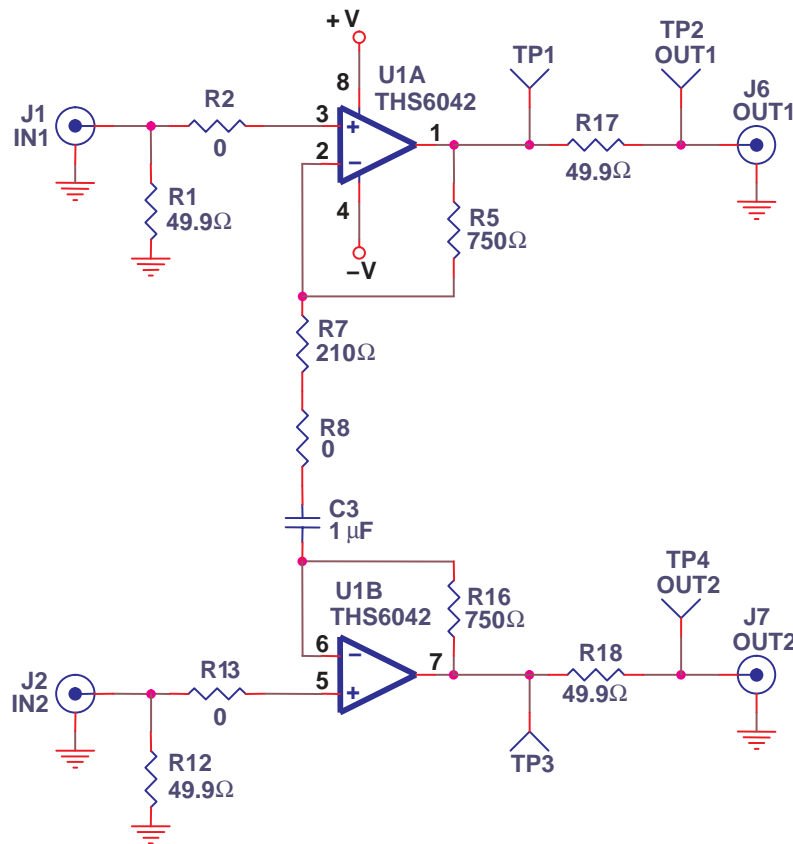 +V
8
U1A
THS6042
TP1
TP2
OUT1
J6
OUT1
J1
IN1
R2
0
3
+
2
−
1
R17
49.9Ω
R1
49.9Ω
4
−V
R5
750Ω
R7
210Ω
R8
0
C3
1 µF
U1B
THS6042
R16
750Ω
TP4
OUT2
J7
OUT2
J2
IN2
R13
0
6
−
5
+
7
R18
49.9Ω
TP3
R12
49.9Ω